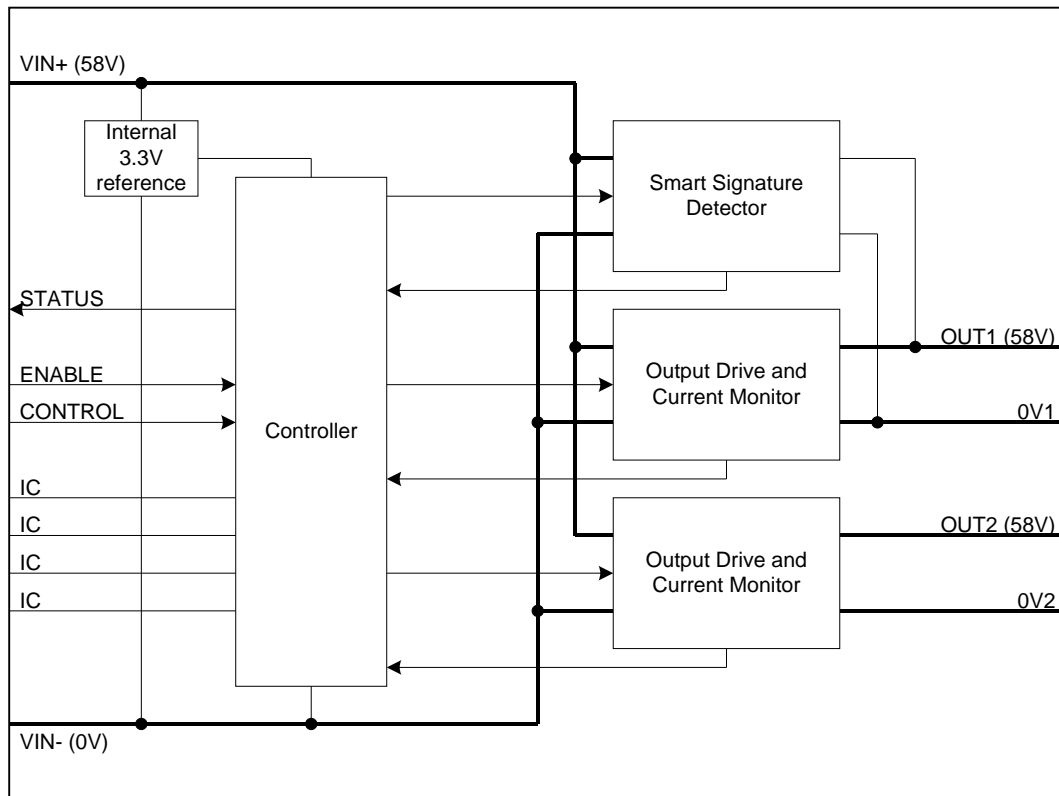 VIN+ (58V)
Internal
3.3V
reference
Smart Signature
Detector
STATUS
OUT1 (58V)
ENABLE
Output Drive and
Current Monitor
CONTROL
0V1
Controller
IC
IC
OUT2 (58V)
IC
Output Drive and
Current Monitor
IC
0V2
VIN- (0V)